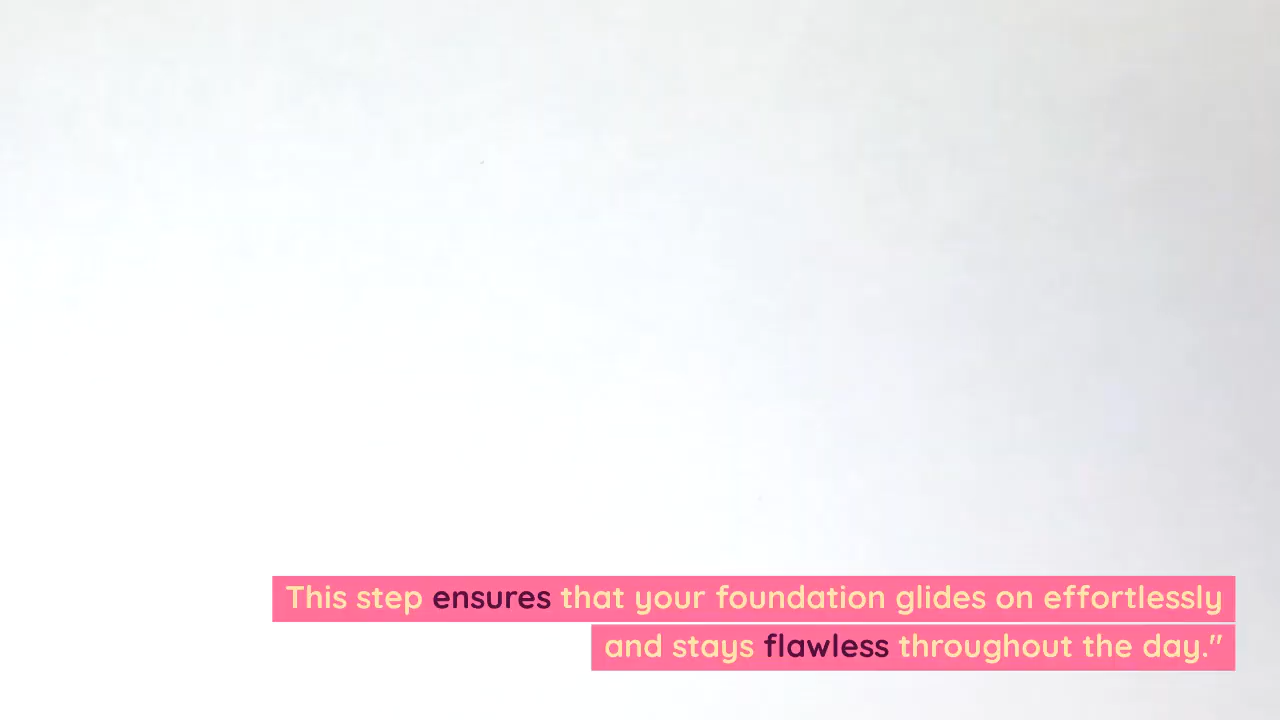 This step ensures that your foundation glides on effortlessly
and stays flawless throughout the day."